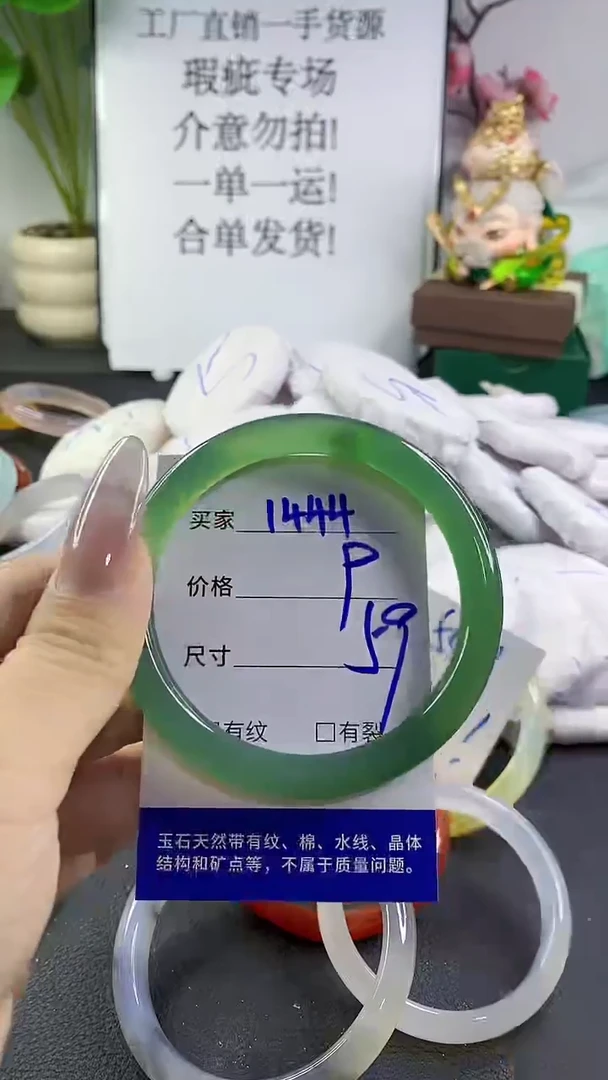 工厂直销一手货源
瑕疵专场
介意勿拍!
一单一运!
合单发货!
买家 1444
价格 P
尺寸 59
有纹 □有裂
玉石天然带有纹、棉、水线、晶体
结构和矿点等，不属于质量问题。